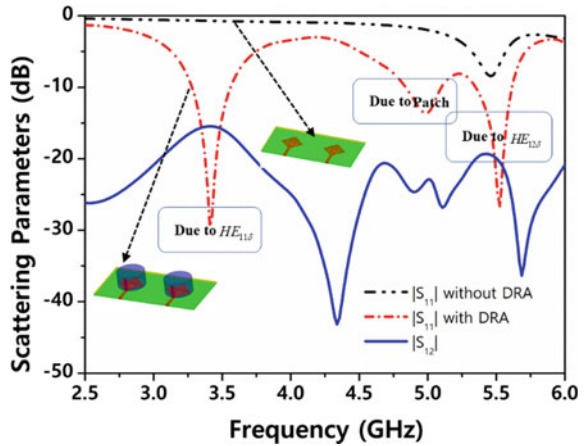 Scattering Parameters (dB)
0
-10
-20
-30
-40
-50
Due to Patch
Due to HE12δ
Due to HE11δ
|S11| without DRA
|S11| with DRA
|S12|
2.5 3.0 3.5 4.0 4.5 5.0 5.5 6.0
Frequency (GHz)